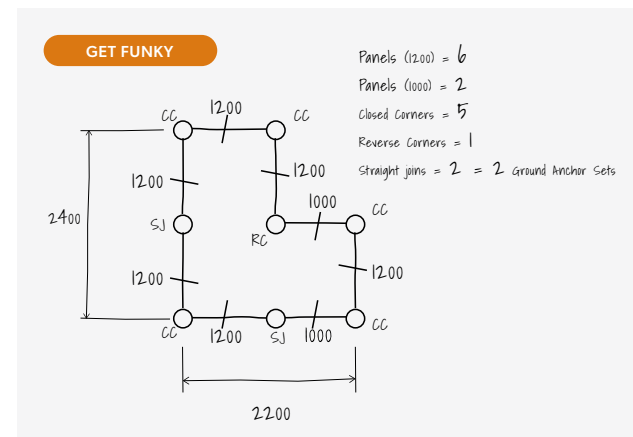 GET FUNKY
Panels (1200) = 6
Panels (1000) = 2
Closed Corners = 5
Reverse Corners = 1
Straight joins = 2 = 2 Ground Anchor Sets
CC 1200 CC
1200 1200
1000 CC
2400 SJ
RC
1200 1200
CC 1200 SJ 1000 CC
2200